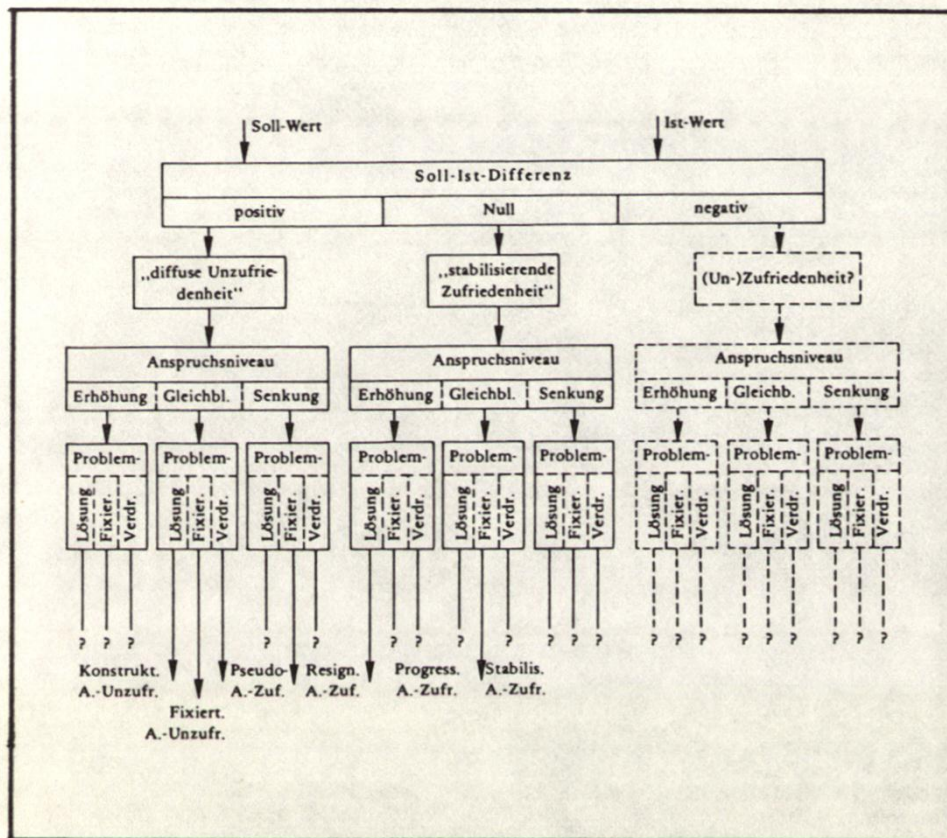 Soll-Wert Ist-Wert
Soll-Ist-Differenz
positiv Null negativ
„diffuse Unzufrie-
denheit“
„stabilisierende
Zufriedenheit“
(Un-)Zufriedenheit?
Anspruchsniveau Anspruchsniveau Anspruchsniveau
Erhöhung Gleichbl. Senkung Erhöhung Gleichbl. Senkung Erhöhung Gleichb. Senkung
Problem- Problem- Problem- Problem- Problem- Problem- Problem- Problem- Problem-
Lösung Fixier. Verdr. Lösung Fixier. Verdr. Lösung Fixier. Verdr. Lösung Fixier. Verdr. Lösung Fixier. Verdr. Lösung Fixier. Verdr. Lösung Fixier. Verdr. Lösung Fixier. Verdr. Lösung Fixier. Verdr.
? ? ? ? ? ? ? ? ? ? ? ? ? ? ? ? ? ? ? ?
Konstrukt. Pseudo- Resign. Progress. Stabilis.
A.-Unzufr. A.-Zuf. A.-Zuf. A.-Zufr. A.-Zufr.
Fixiert.
A.-Unzufr.